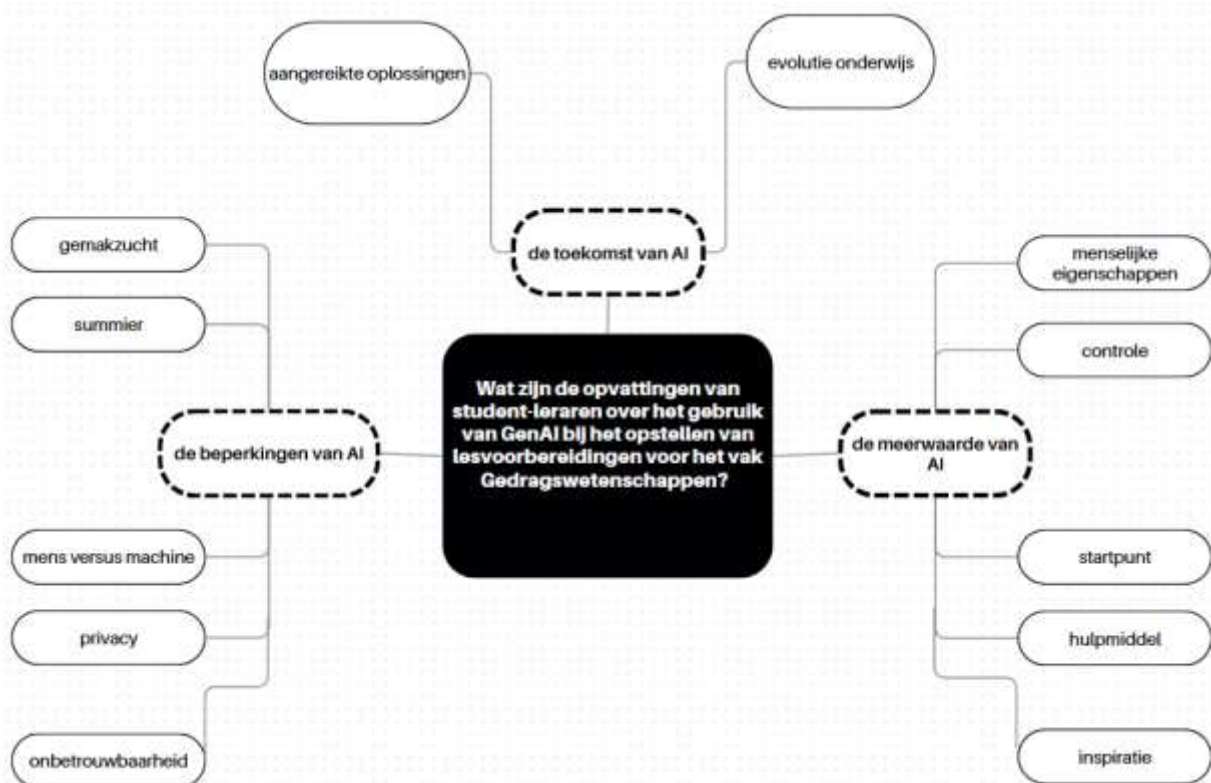 aangereikte oplossingen
evolutie onderwijs
de toekomst van AI
gemakzucht
summier
menselijke
eigenschappen
controle
Wat zijn de opvattingen van
student-leraren over het gebruik
van GenAI bij het opstellen van
lesvoorbereidingen voor het vak
Gedragswetenschappen?
de beperkingen van AI
de meerwaarde van
AI
mens versus machine
privacy
onbetrouwbaarheid
startpunt
hulpmiddel
inspiratie